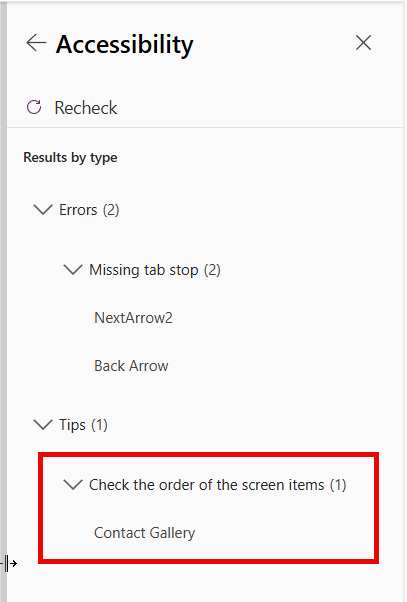 Accessibility
Recheck
Results by type
Errors (2)
Missing tab stop (2)
NextArrow2
Back Arrow
Tips (1)
Check the order of the screen items (1)
Contact Gallery